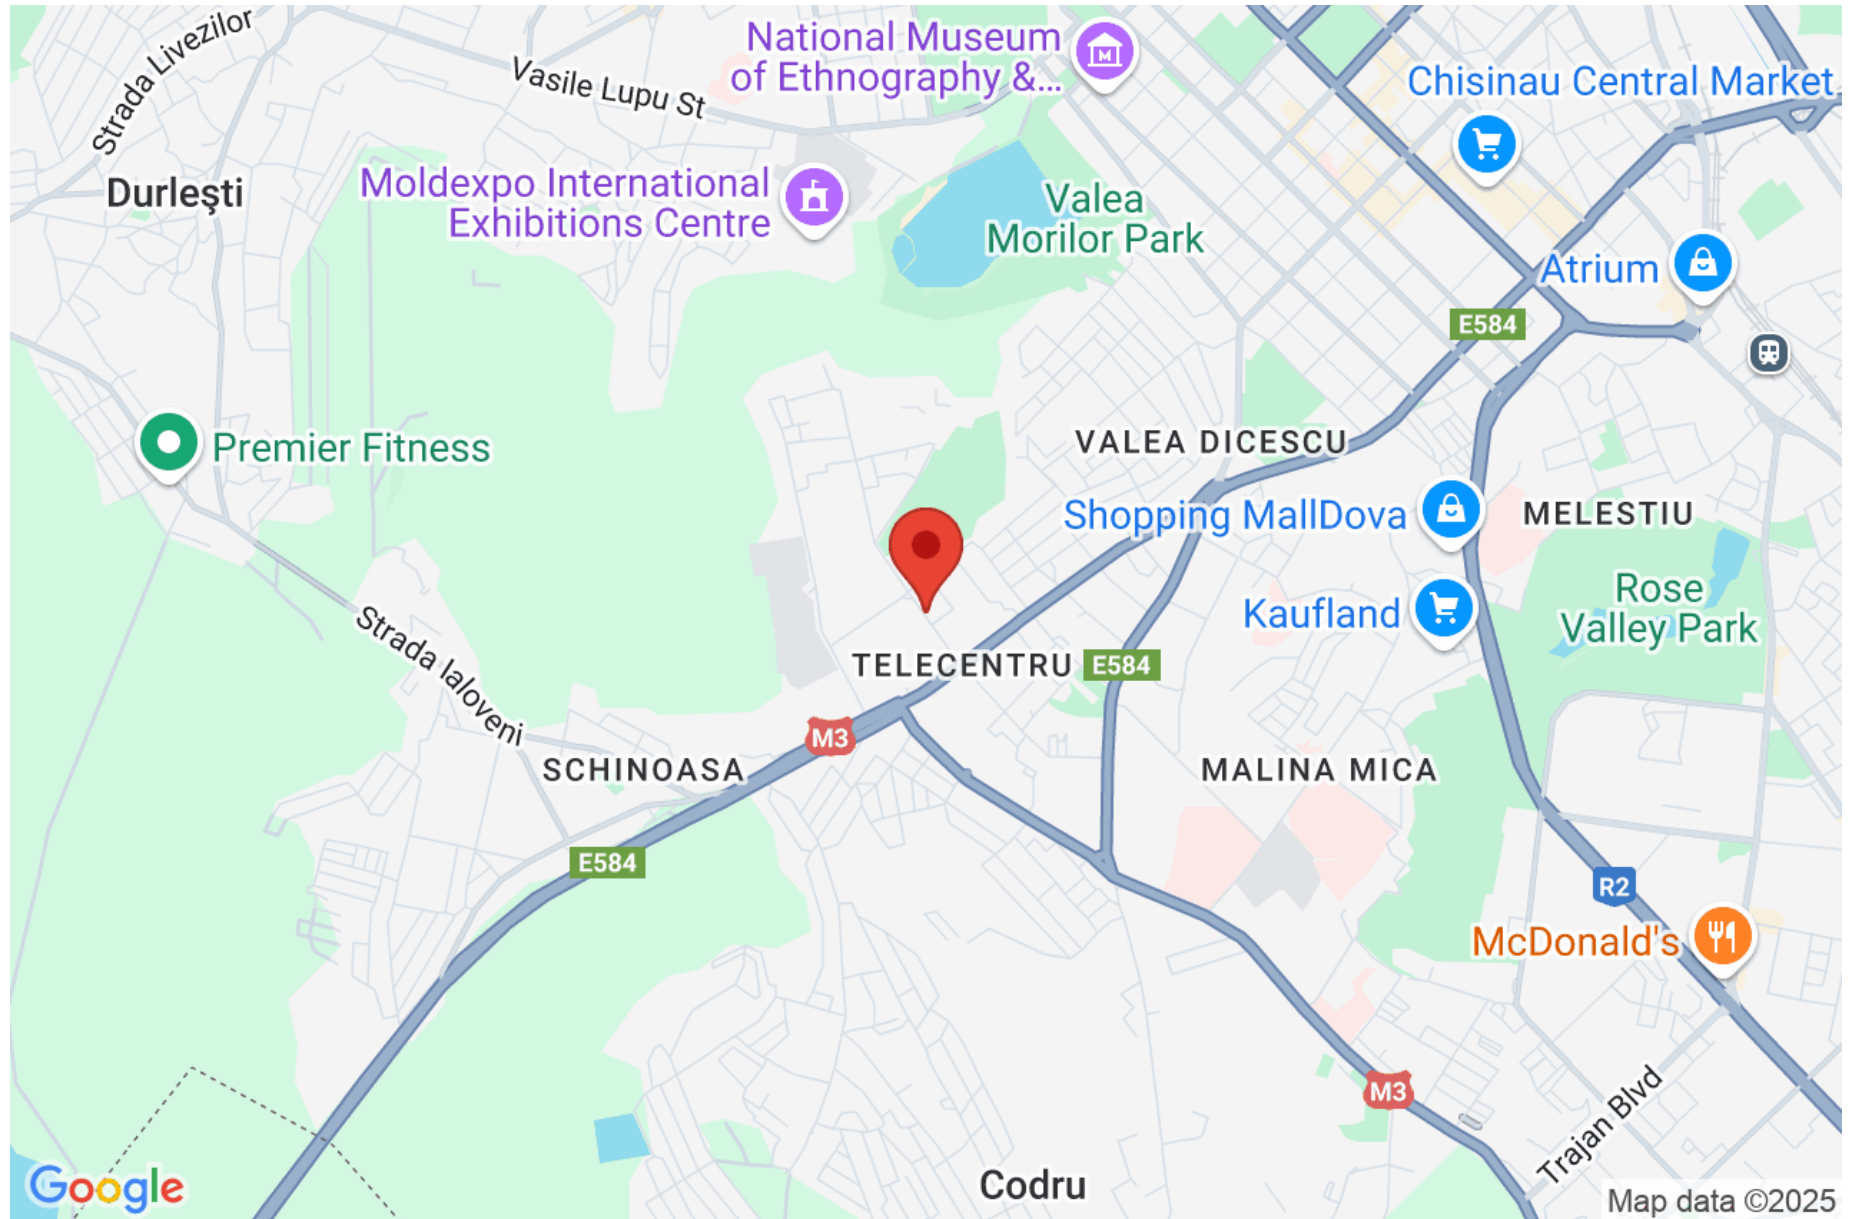 Strada Livezilor
Vasile Lupu St
National Museum
of Ethnography &...
M
Chisinau Central Market
Durleşti
Moldexpo International
Exhibitions Centre
Valea
Morilor Park
Atrium
E584
Premier Fitness
VALEA DICESCU
Shopping MallDova
MELESTIU
Kaufland
Rose
Valley Park
Strada Ialoveni
TELECENTRU
E584
M3
SCHINOASA
MALINA MICA
E584
R2
McDonald's
M3
Trajan Blvd
Codru
Google
Map data ©2025